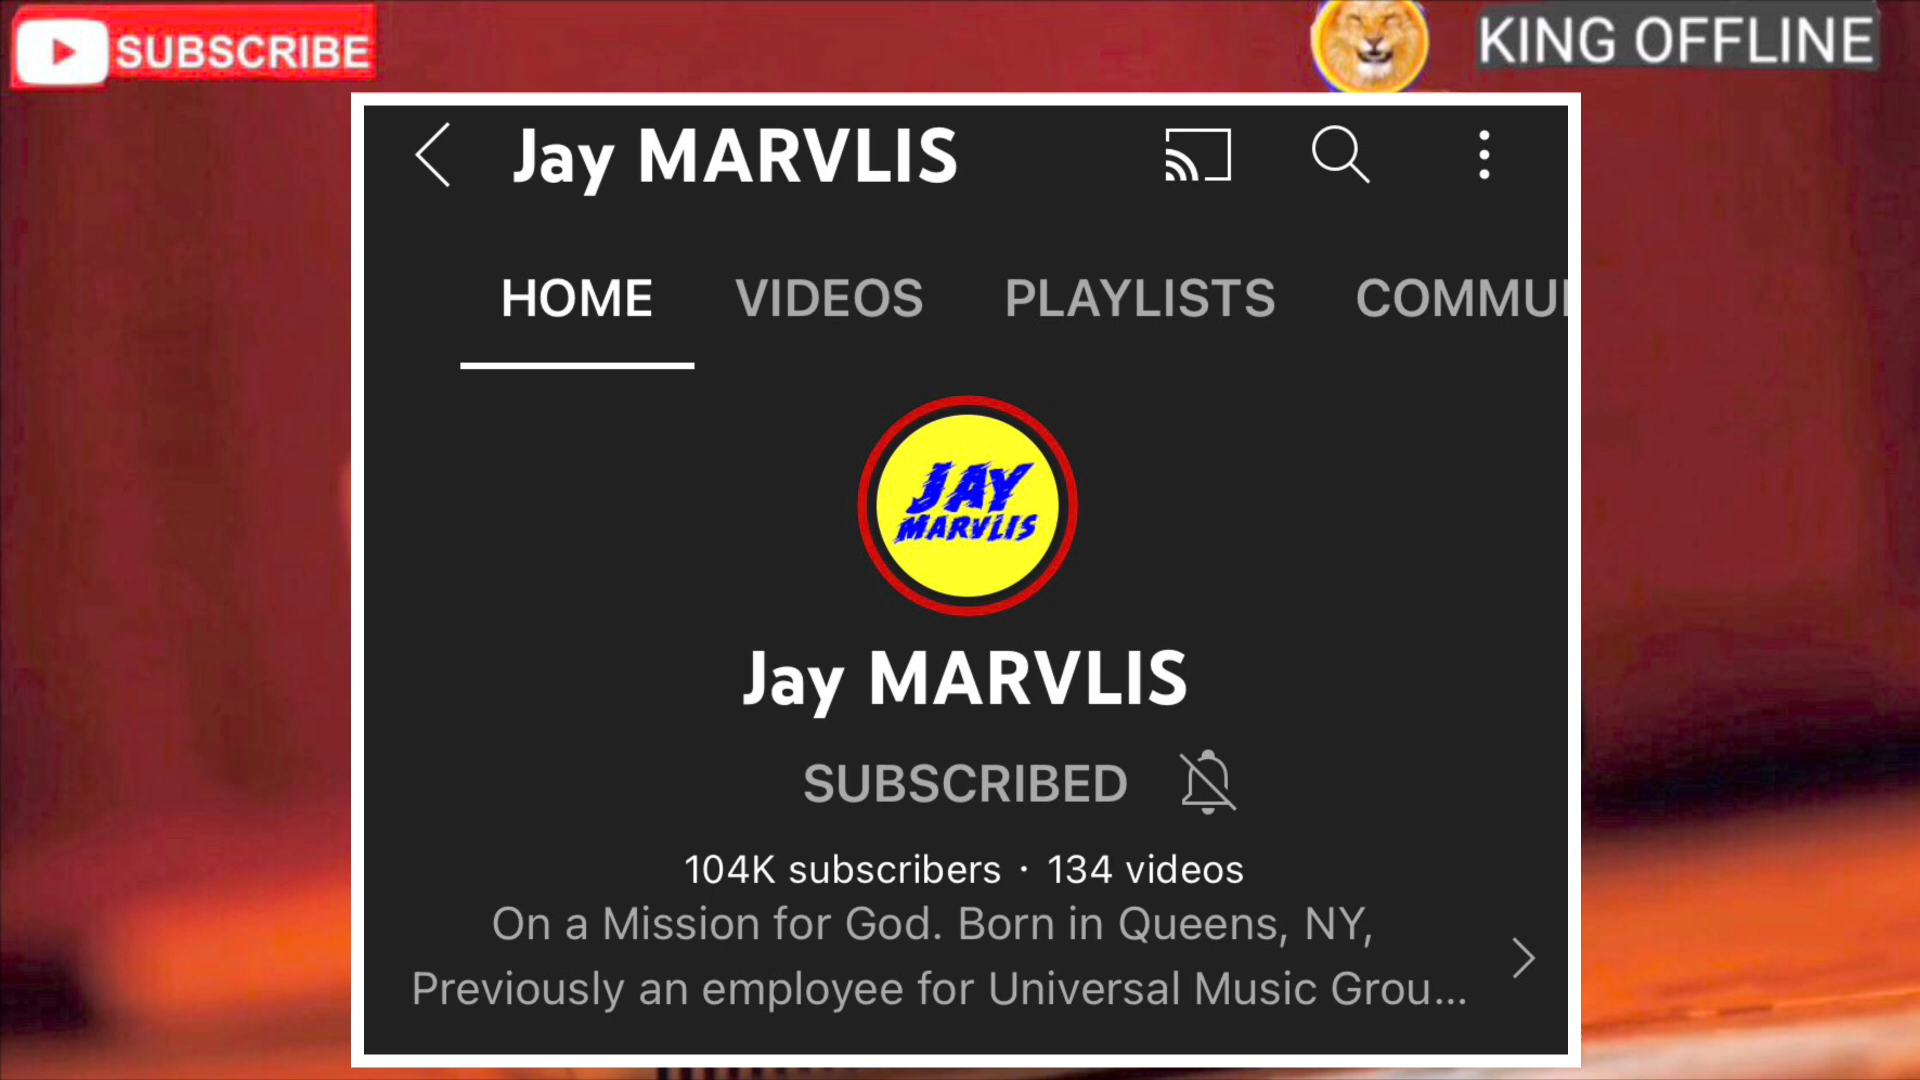 SUBSCRIBE
KING OFFLINE
Jay MARVLIS
HOME VIDEOS PLAYLISTS COMMUI
JAY
MARVLIS
Jay MARVLIS
SUBSCRIBED
104K subscribers · 134 videos
On a Mission for God. Born in Queens, NY,
Previously an employee for Universal Music Grou...